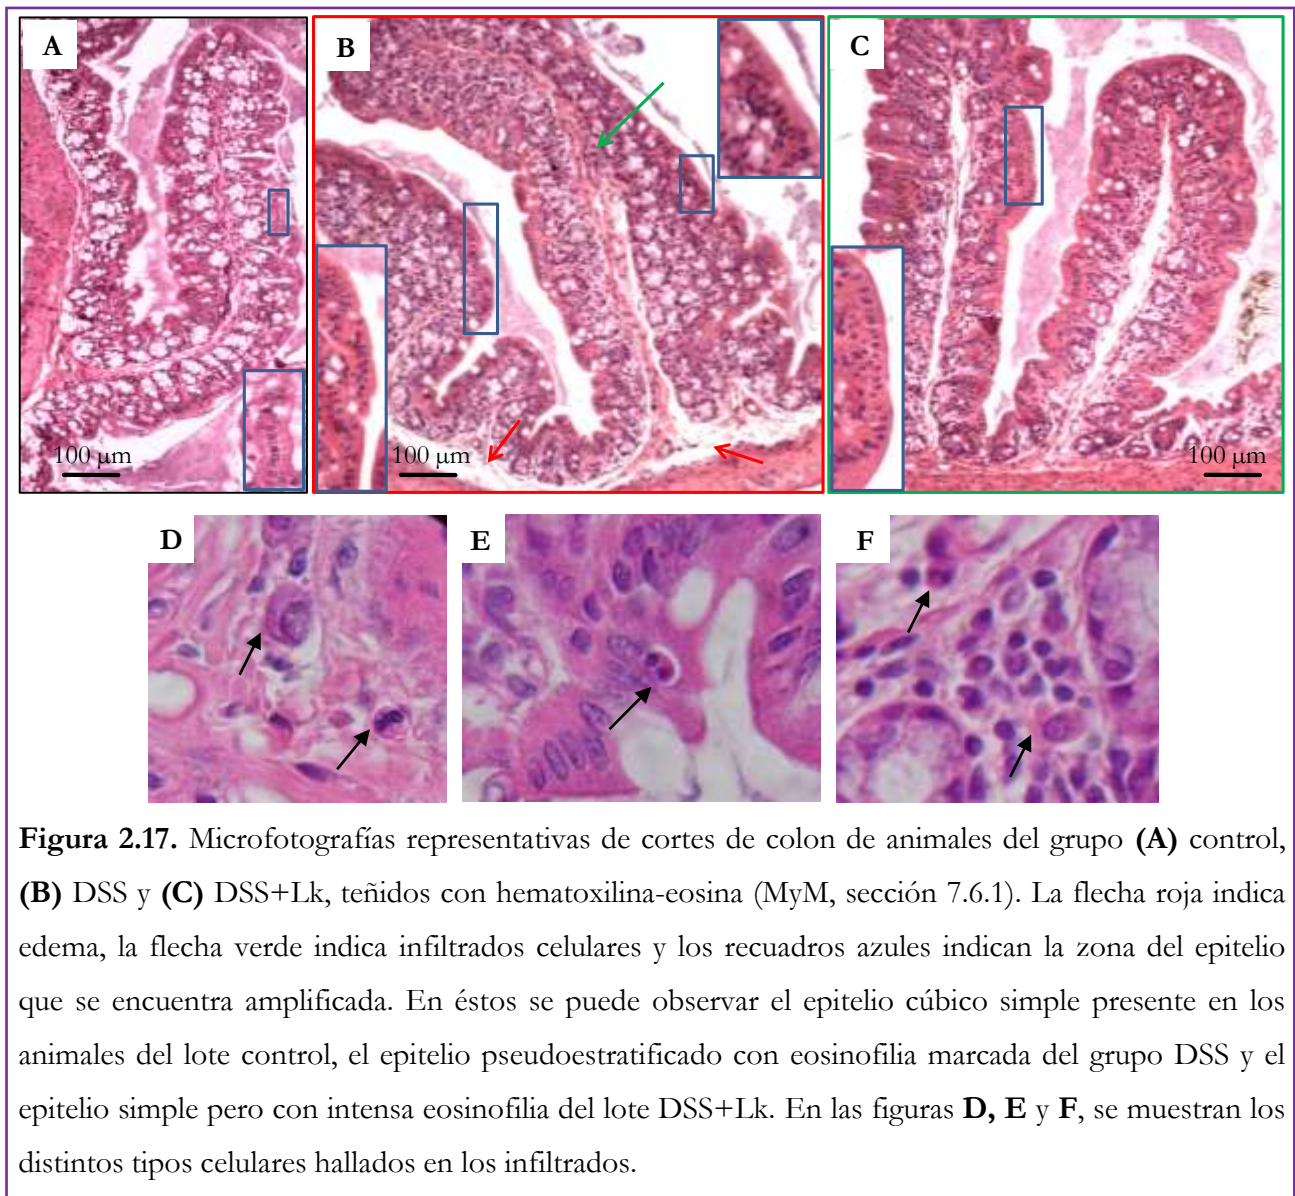 A
B
C
100 µm
100 µm
100 µm
D
E
F
Figura 2.17. Microfotografías representativas de cortes de colon de animales del grupo (A) control,
(B) DSS y (C) DSS+Lk, teñidos con hematoxilina-eosina (MyM, sección 7.6.1). La flecha roja indica
edema, la flecha verde indica infiltrados celulares y los recuadros azules indican la zona del epitelio
que se encuentra amplificada. En éstos se puede observar el epitelio cúbico simple presente en los
animales del lote control, el epitelio pseudoestratificado con eosinofilia marcada del grupo DSS y el
epitelio simple pero con intensa eosinofilia del lote DSS+Lk. En las figuras D, E y F, se muestran los
distintos tipos celulares hallados en los infiltrados.